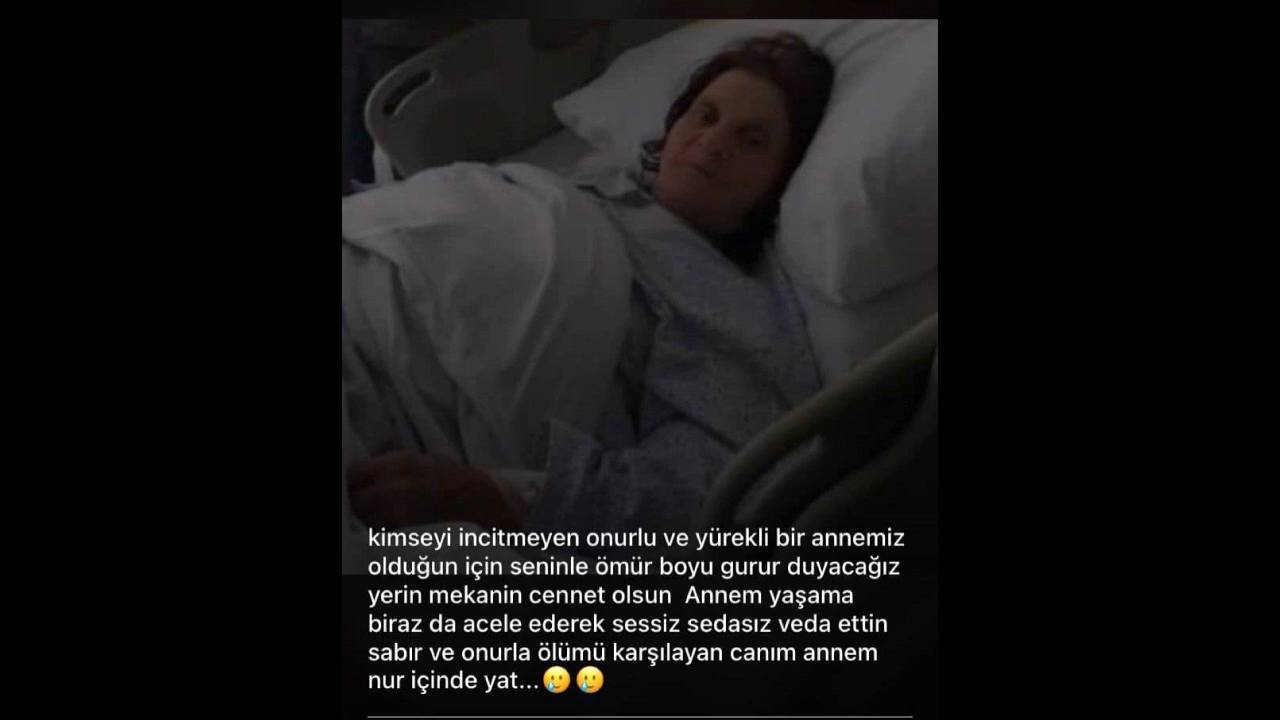 kimseyi incitmeyen onurlu ve yürekli bir annemiz
olduğun için seninle ömür boyu gurur duyacağız
yerin mekanin cennet olsun  Annem yaşama
biraz da acele ederek sessiz sedasız veda ettin
sabır ve onurla ölümü karşılayan canım annem
nur içinde yat...🥲🥲